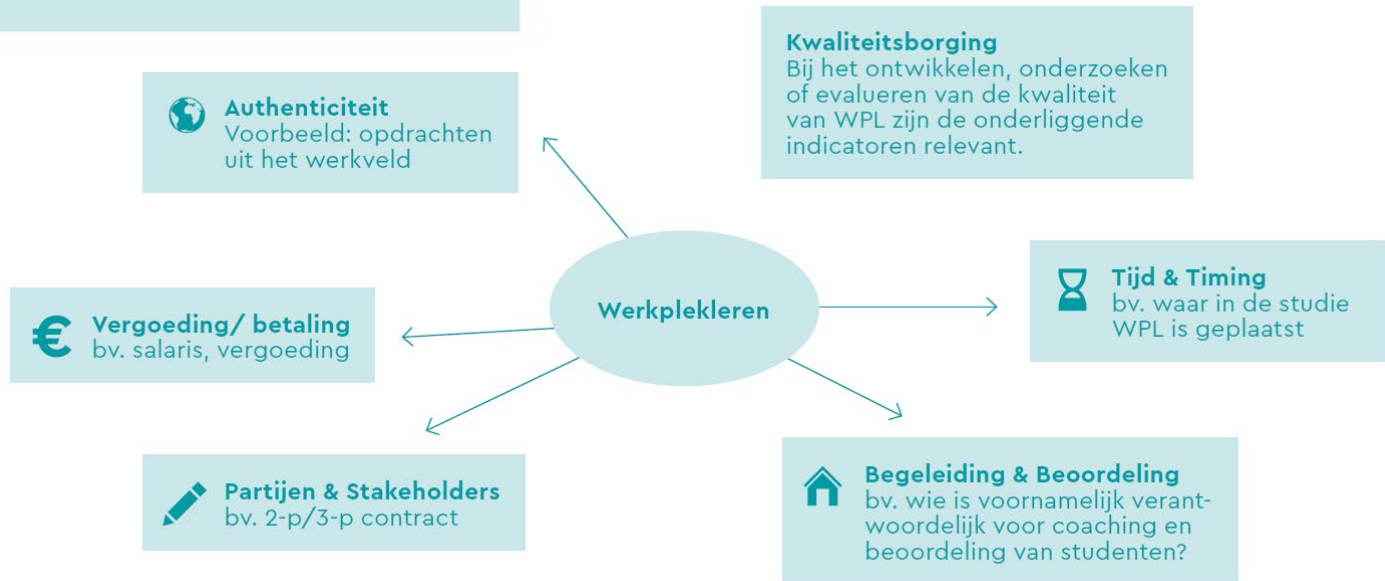 Kwaliteitsborging
Bij het ontwikkelen, onderzoeken
of evalueren van de kwaliteit
van WPL zijn de onderliggende
indicatoren relevant.
Authenticiteit
Voorbeeld: opdrachten
uit het werkveld
Werkplekleren
Tijd & Timing
bv. waar in de studie
WPL is geplaatst
€
Vergoeding/ betaling
bv. salaris, vergoeding
Partijen & Stakeholders
bv. 2-p/3-p contract
Begeleiding & Beoordeling
bv. wie is voornamelijk verant-
woordelijk voor coaching en
beoordeling van studenten?